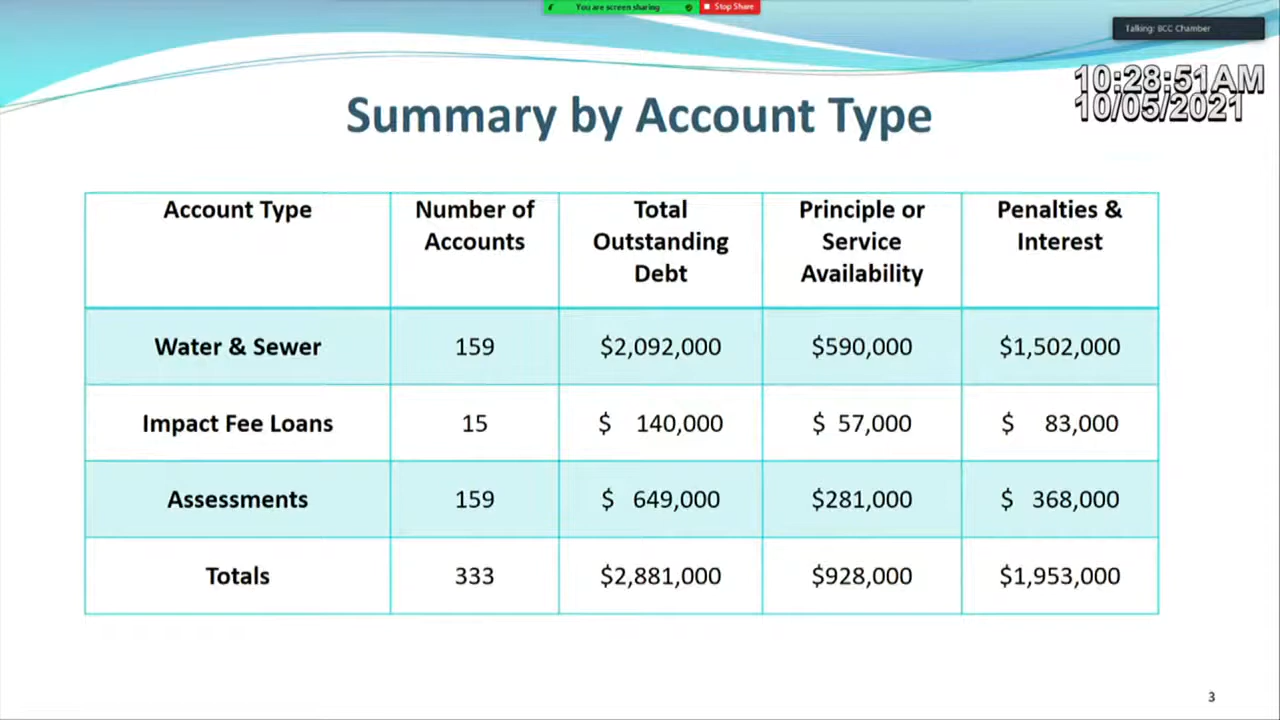 You are screen sharing
Stop Share
Talking: BCC Chamber
10:28:51AM
10/05/2021
Summary by Account Type
Account Type
Number of Accounts
Total Outstanding Debt
Principle or Service Availability
Penalties & Interest
Water & Sewer 159 $2,092,000 $590,000 $1,502,000
Impact Fee Loans 15 $ 140,000 $ 57,000 $ 83,000
Assessments 159 $ 649,000 $281,000 $ 368,000
Totals 333 $2,881,000 $928,000 $1,953,000
3